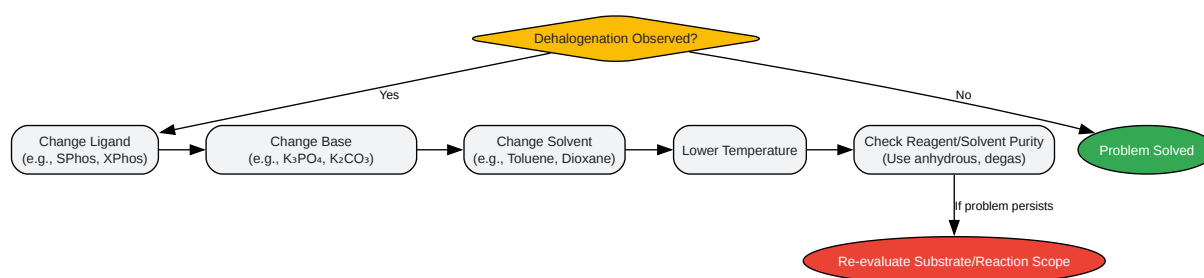 Dehalogenation Observed?
Yes
No
Change Ligand
(e.g., SPhos, XPhos)
Change Base
(e.g., K₃PO₄, K₂CO₃)
Change Solvent
(e.g., Toluene, Dioxane)
Lower Temperature
Check Reagent/Solvent Purity
(Use anhydrous, degas)
Problem Solved
If problem persists
Re-evaluate Substrate/Reaction Scope